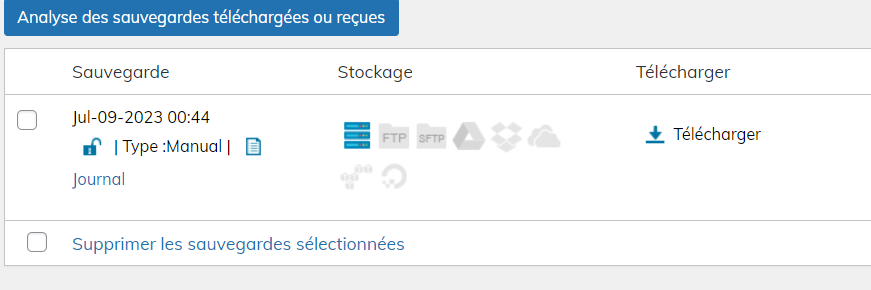 Analyse des sauvegardes téléchargées ou reçues
Sauvegarde Stockage Télécharger
Jul-09-2023 00:44
FTP SFTP Télécharger
| Type :Manual |
Journal
Supprimer les sauvegardes sélectionnées